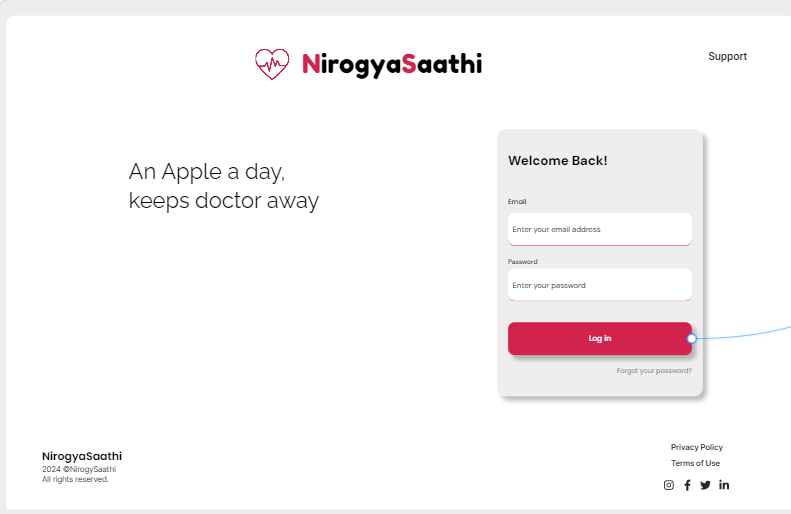 NirogyaSaathi
Support
An Apple a day,
keeps doctor away
Welcome Back!
Email
Enter your email address
Password
Enter your password
Log in
Forgot your password?
NirogyaSaathi
2024 ©NirogySaathi
All rights reserved.
Privacy Policy
Terms of Use